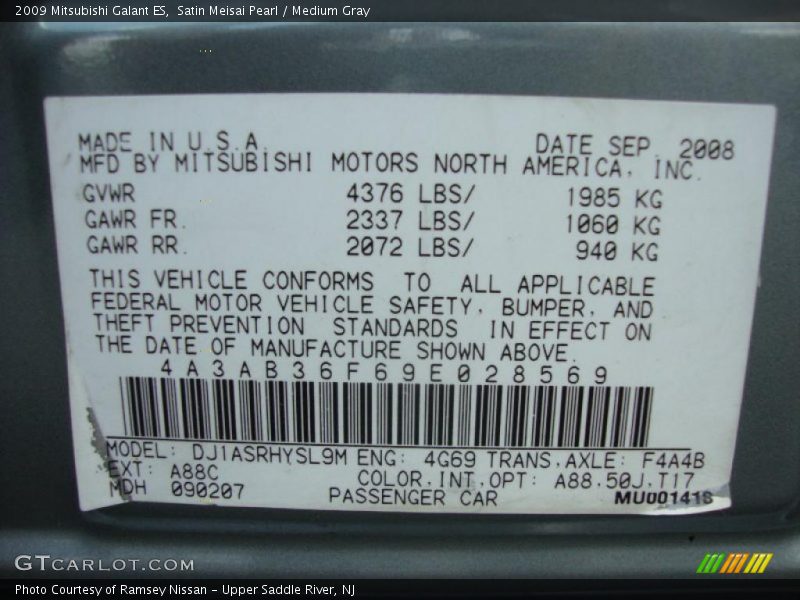 2009 Mitsubishi Galant ES, Satin Meisai Pearl / Medium Gray
MADE IN U.S.A. DATE SEP. 2008
MFD BY MITSUBISHI MOTORS NORTH AMERICA, INC.
GVWR 4376 LBS/ 1985 KG
GAWR FR. 2337 LBS/ 1060 KG
GAWR RR. 2072 LBS/ 940 KG
THIS VEHICLE CONFORMS TO ALL APPLICABLE
FEDERAL MOTOR VEHICLE SAFETY, BUMPER, AND
THEFT PREVENTION STANDARDS IN EFFECT ON
THE DATE OF MANUFACTURE SHOWN ABOVE.
4A3AB36F69E028569
MODEL: DJ1ASRHYSL9M ENG: 4G69 TRANS.AXLE: F4A4B
EXT: A88C COLOR.INT.OPT: A88.50J.T17
MDH 090207 PASSENGER CAR MU001418
GTCARLOT.COM
Photo Courtesy of Ramsey Nissan - Upper Saddle River, NJ